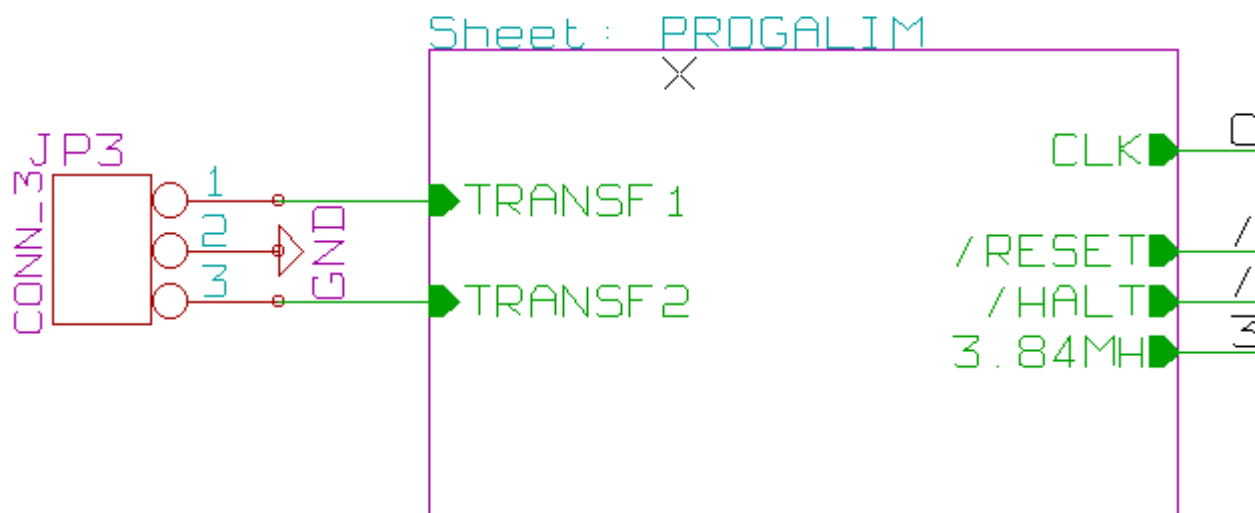 Sheet: PROGALIM
JP3
CONN_3
1
2
3
GND
TRANSF1
TRANSF2
CLK
/RESET
/HALT
3.84MH